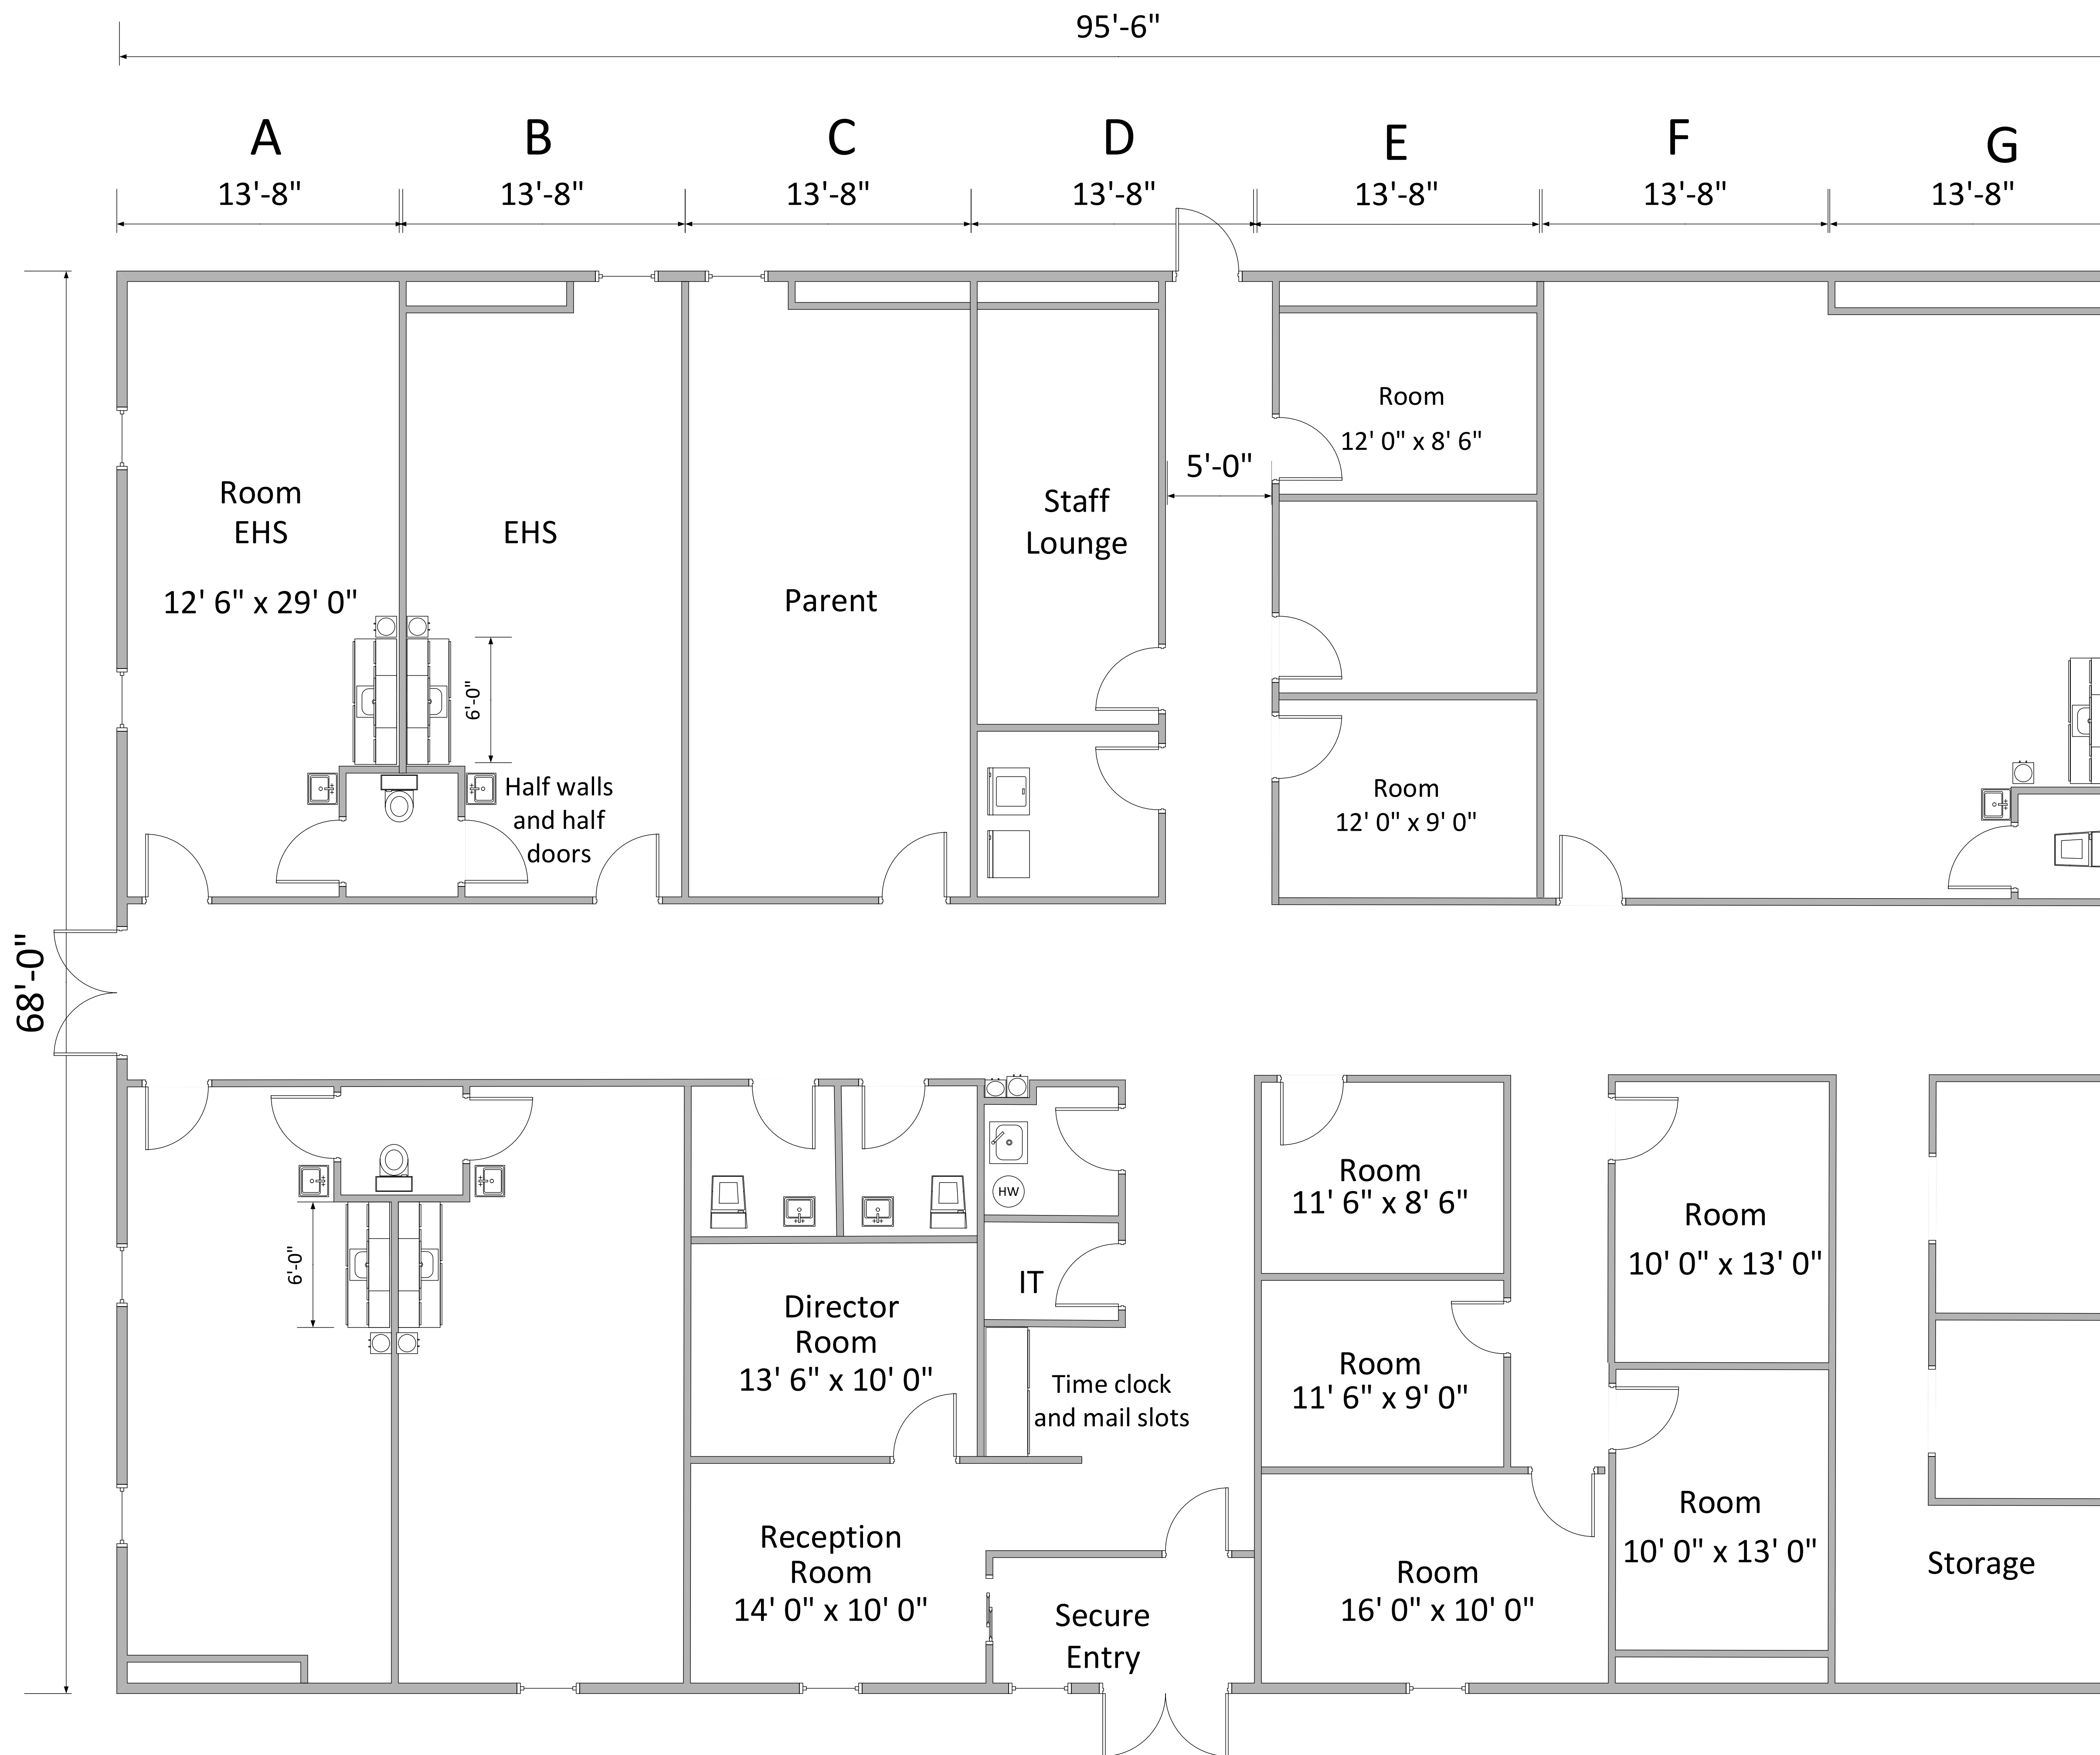 95'-6"
A
B
C
D
E
F
G
13'-8"
13'-8"
13'-8"
13'-8"
13'-8"
13'-8"
13'-8"
Room
12' 0" x 8' 6"
5'-0"
Room
EHS
12' 6" x 29' 0"
EHS
Parent
Staff
Lounge
6'-0"
Half walls
and half
doors
Room
12' 0" x 9' 0"
68'-0"
HW
IT
6'-0"
Director
Room
13' 6" x 10' 0"
Time clock
and mail slots
Room
11' 6" x 8' 6"
Room
11' 6" x 9' 0"
Room
10' 0" x 13' 0"
Room
10' 0" x 13' 0"
Reception
Room
14' 0" x 10' 0"
Secure
Entry
Room
16' 0" x 10' 0"
Storage